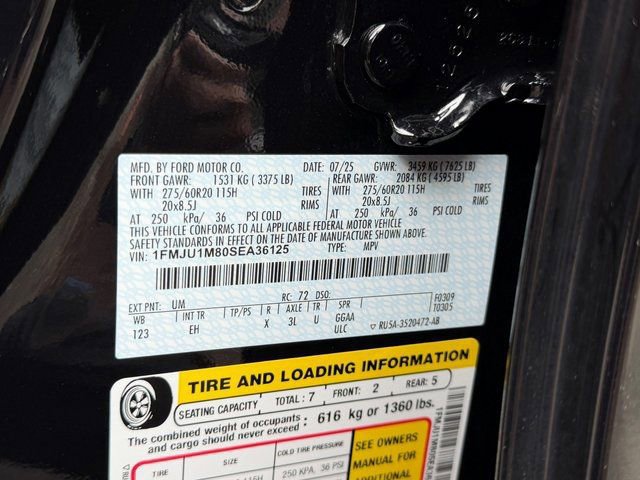 2020
MFD. BY FORD MOTOR CO. DATE: 07/25 GVWR: 3459 KG ( 7625 LB)
FRONT GAWR: 1531 KG ( 3375 LB) REAR GAWR: 2084 KG ( 4595 LB)
WITH 275/60R20 115H TIRES WITH 275/60R20 115H TIRES
20x8.5J RIMS 20x8.5J RIMS
AT 250 kPa/ 36 PSI COLD AT 250 kPa/ 36 PSI COLD
THIS VEHICLE CONFORMS TO ALL APPLICABLE FEDERAL MOTOR VEHICLE
SAFETY STANDARDS IN EFFECT ON THE DATE OF MANUFACTURE SHOWN ABOVE.
VIN: 1FMJU1M80SEA36125 TYPE: MPV
EXT PNT: UM RC: 72 DSO:
WB INT TR TP/PS R AXLE TR SPR F0309
123 EH X 3L U GGAA T0305
ULC ▽ RU5A-3520472-AB
TIRE AND LOADING INFORMATION
SEATING CAPACITY TOTAL : 7 FRONT: 2 REAR: 5
The combined weight of occupants and cargo should never exceed : 616 kg or 1360 lbs.
TIRE SIZE COLD TIRE PRESSURE SEE OWNERS
MANUAL FOR
115H 250 KPA, 36 PSI ADDITIONAL